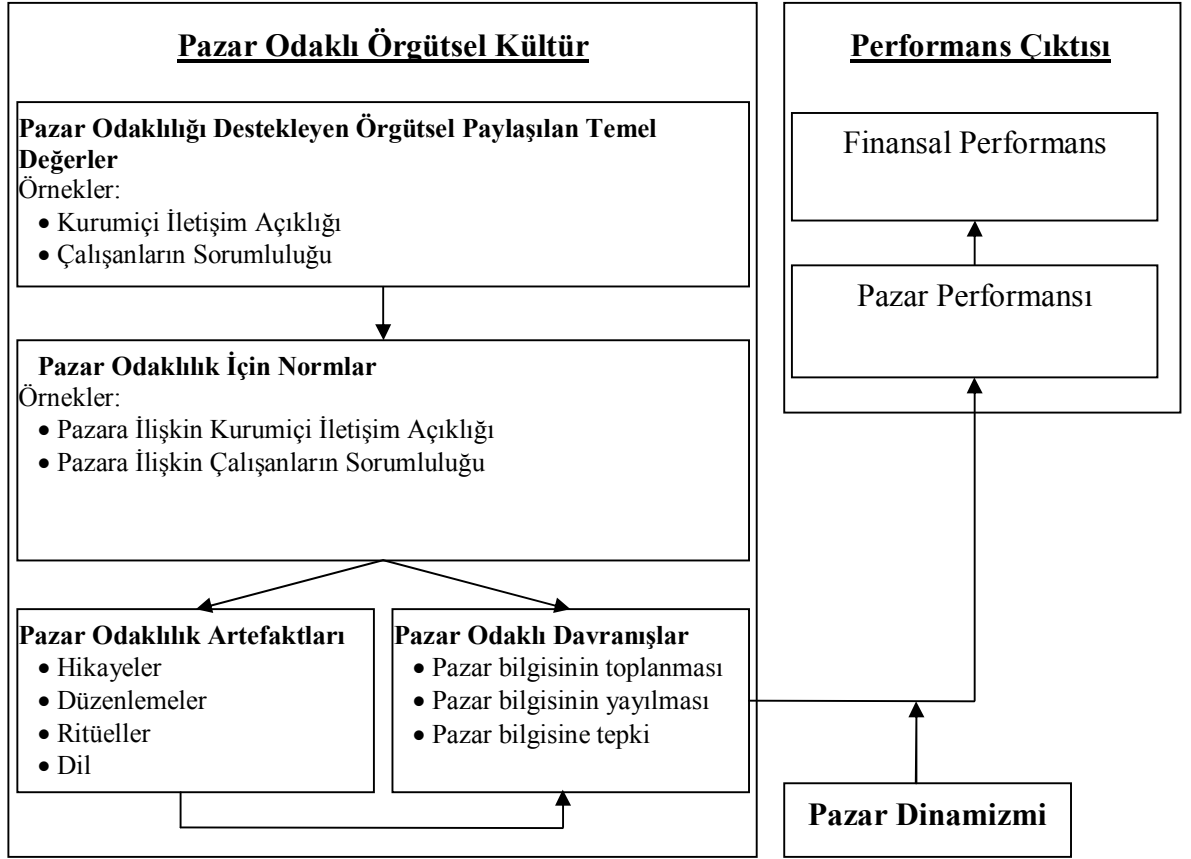 Pazar Odaklı Örgütsel Kültür
Pazar Odaklılığı Destekleyen Örgütsel Paylaşılan Temel
Değerler
Örnekler:
• Kurumiçi İletişim Açıklığı
• Çalışanların Sorumluluğu
Pazar Odaklılık İçin Normlar
Örnekler:
• Pazara İlişkin Kurumiçi İletişim Açıklığı
• Pazara İlişkin Çalışanların Sorumluluğu
Pazar Odaklılık Artefaktları
• Hikayeler
• Düzenlemeler
• Ritüeller
• Dil
Pazar Odaklı Davranışlar
• Pazar bilgisinin toplanması
• Pazar bilgisinin yayılması
• Pazar bilgisine tepki
Performans Çıktısı
Finansal Performans
Pazar Performansı
Pazar Dinamizmi